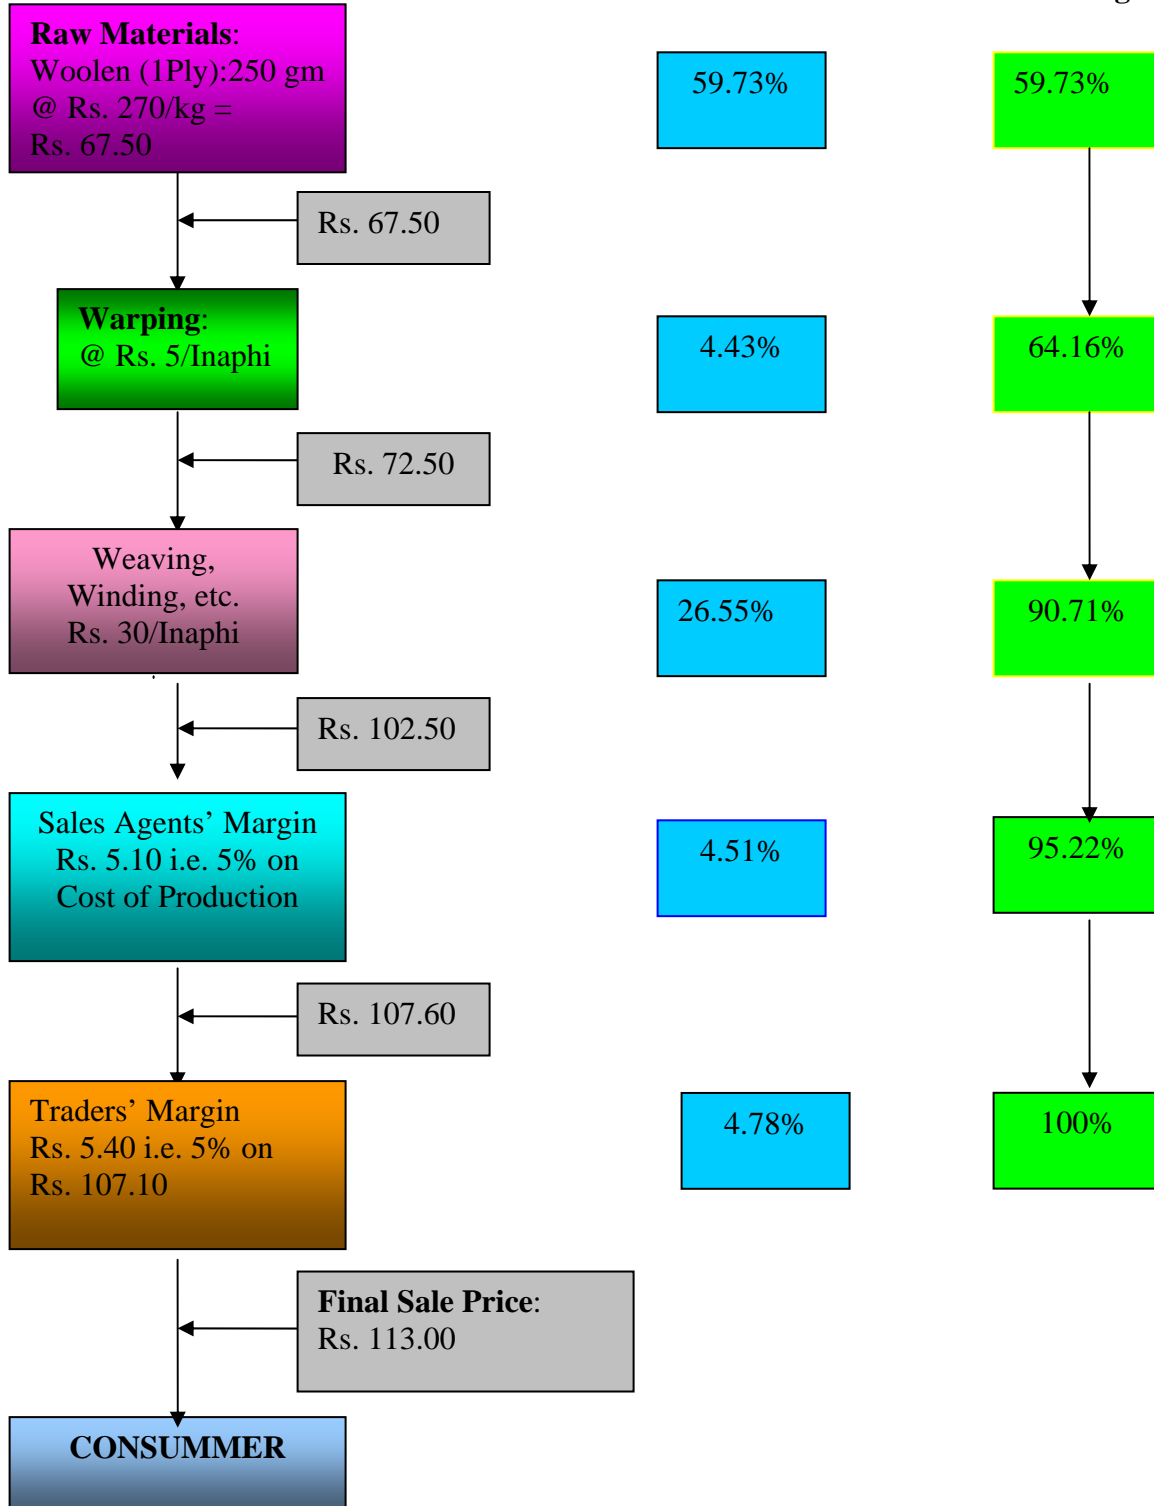 Raw Materials:
Woolen (1Ply):250 gm
@ Rs. 270/kg =
Rs. 67.50
59.73%
59.73%
Rs. 67.50
Warping:
@ Rs. 5/Inaphi
4.43%
64.16%
Rs. 72.50
Weaving,
Winding, etc.
Rs. 30/Inaphi
26.55%
90.71%
Rs. 102.50
Sales Agents’ Margin
Rs. 5.10 i.e. 5% on
Cost of Production
4.51%
95.22%
Rs. 107.60
Traders’ Margin
Rs. 5.40 i.e. 5% on
Rs. 107.10
4.78%
100%
Final Sale Price:
Rs. 113.00
CONSUMMER